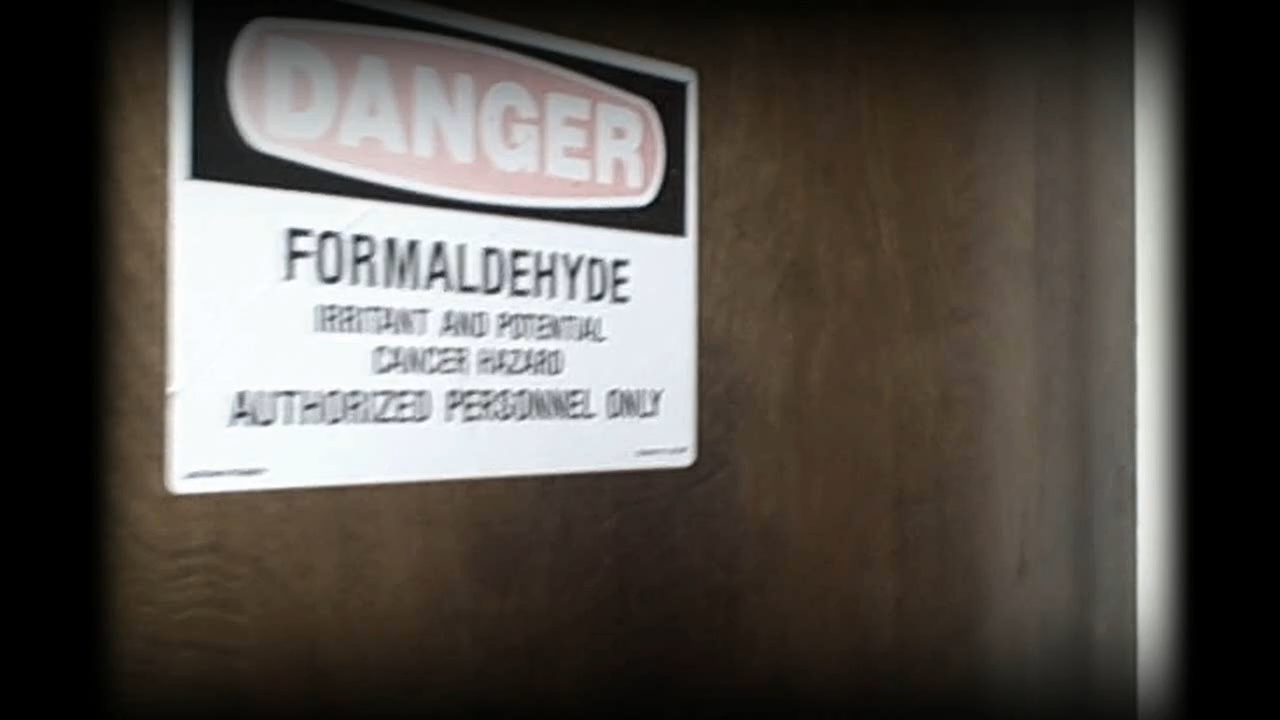 DANGER
FORMALDEHYDE
IRRITANT AND POTENTIAL
CANCER HAZARD
AUTHORIZED PERSONNEL ONLY